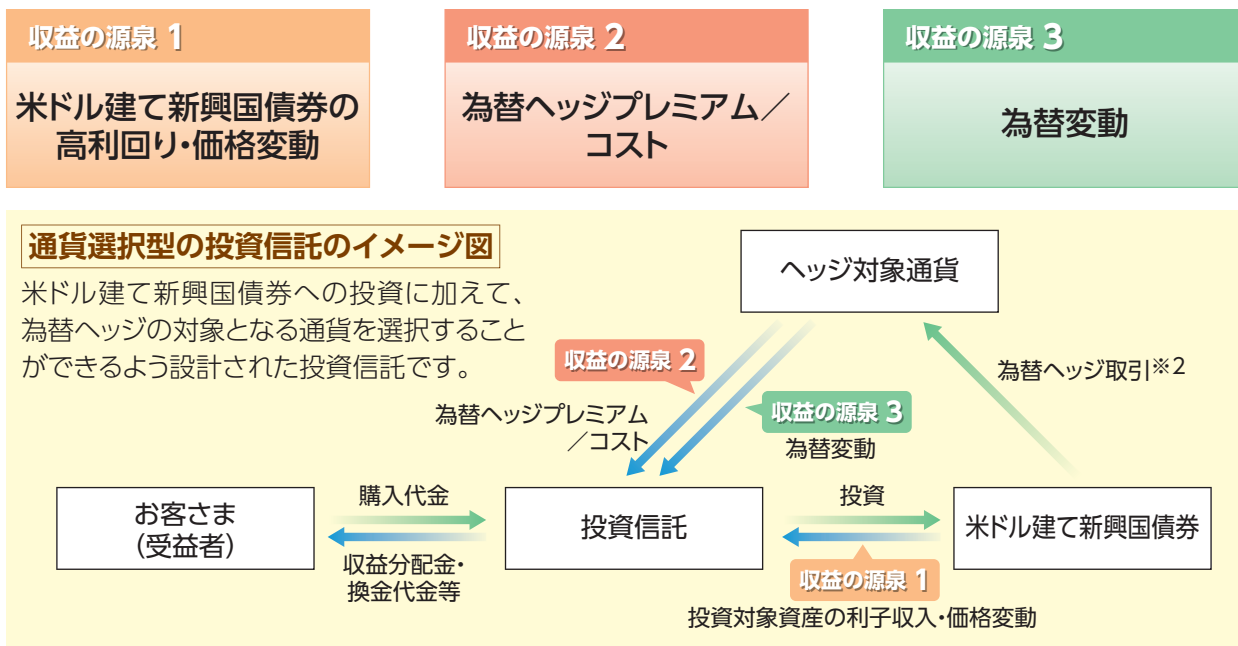 収益の源泉 1
米ドル建て新興国債券の
高利回り・価格変動
収益の源泉 2
為替ヘッジプレミアム／
コスト
収益の源泉 3
為替変動
通貨選択型の投資信託のイメージ図
米ドル建て新興国債券への投資に加えて、
為替ヘッジの対象となる通貨を選択すること
ができるよう設計された投資信託です。
ヘッジ対象通貨
収益の源泉 2
為替ヘッジプレミアム
／コスト
収益の源泉 3
為替変動
為替ヘッジ取引※2
お客さま
(受益者)
購入代金
収益分配金・
換金代金等
投資信託
投資
収益の源泉 1
投資対象資産の利子収入・価格変動
米ドル建て新興国債券